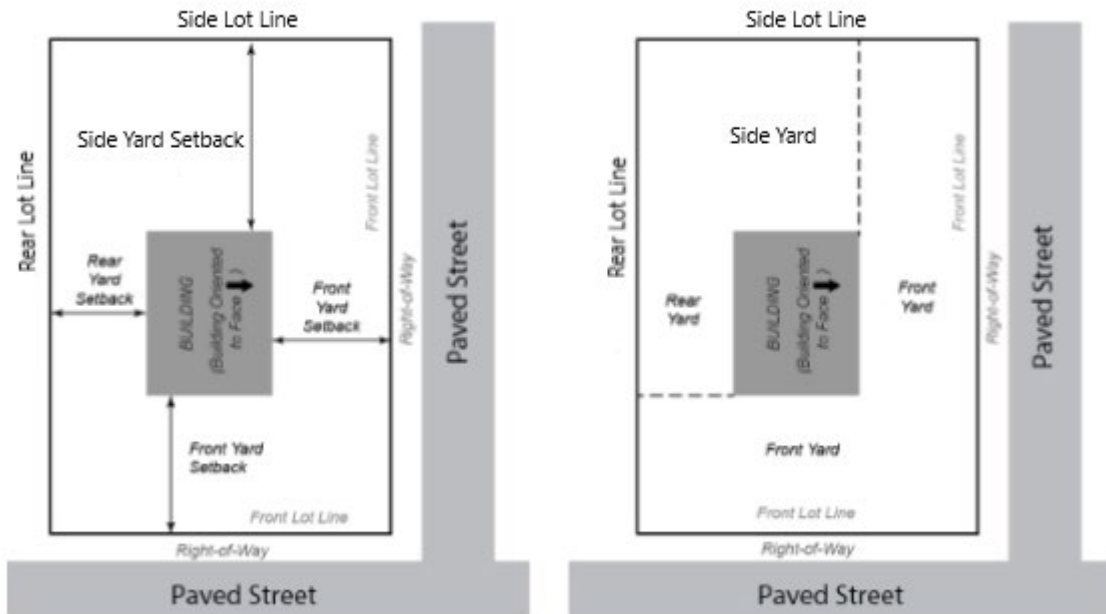 Side Lot Line
Side Yard Setback
Rear Lot Line
Front Lot Line
Rear
Yard
Setback
BUILDING
(Building Oriented
to Face )
Front
Yard
Setback
Right-of-Way
Paved Street
Front Yard
Setback
Front Lot Line
Right-of-Way
Paved Street
Side Lot Line
Side Yard
Rear Lot Line
Front Lot Line
Rear
Yard
BUILDING
(Building Oriented
to Face )
Front
Yard
Right-of-Way
Paved Street
Front Yard
Front Lot Line
Right-of-Way
Paved Street